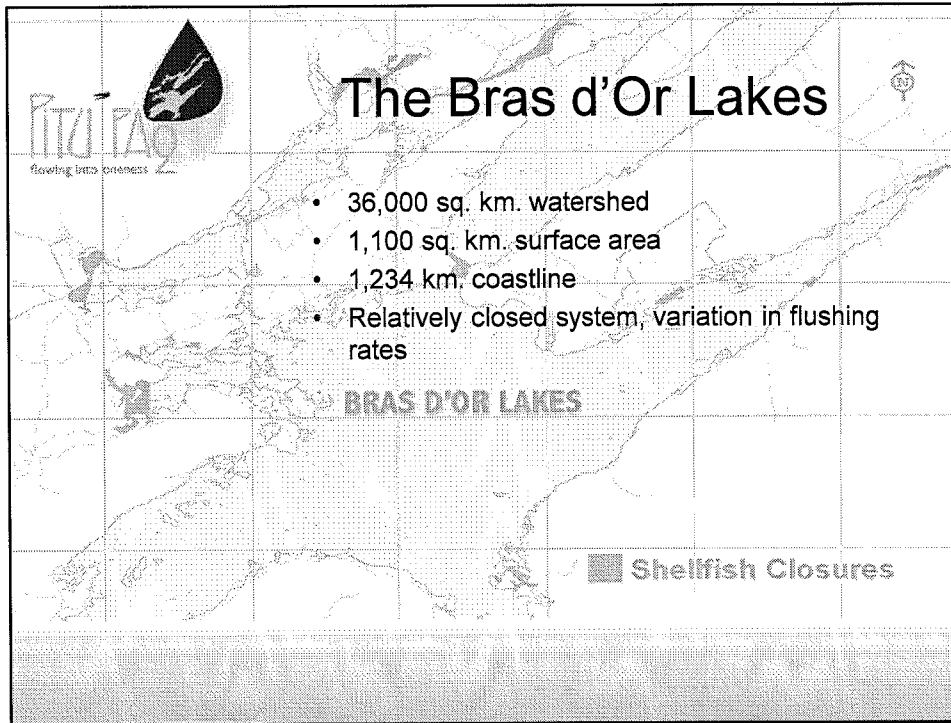 The Bras d'Or Lakes
PITU'PAQ
flowing into oneness
N
• 36,000 sq. km. watershed
• 1,100 sq. km. surface area
• 1,234 km. coastline
• Relatively closed system, variation in flushing
rates
BRAS D'OR LAKES
Shellfish Closures